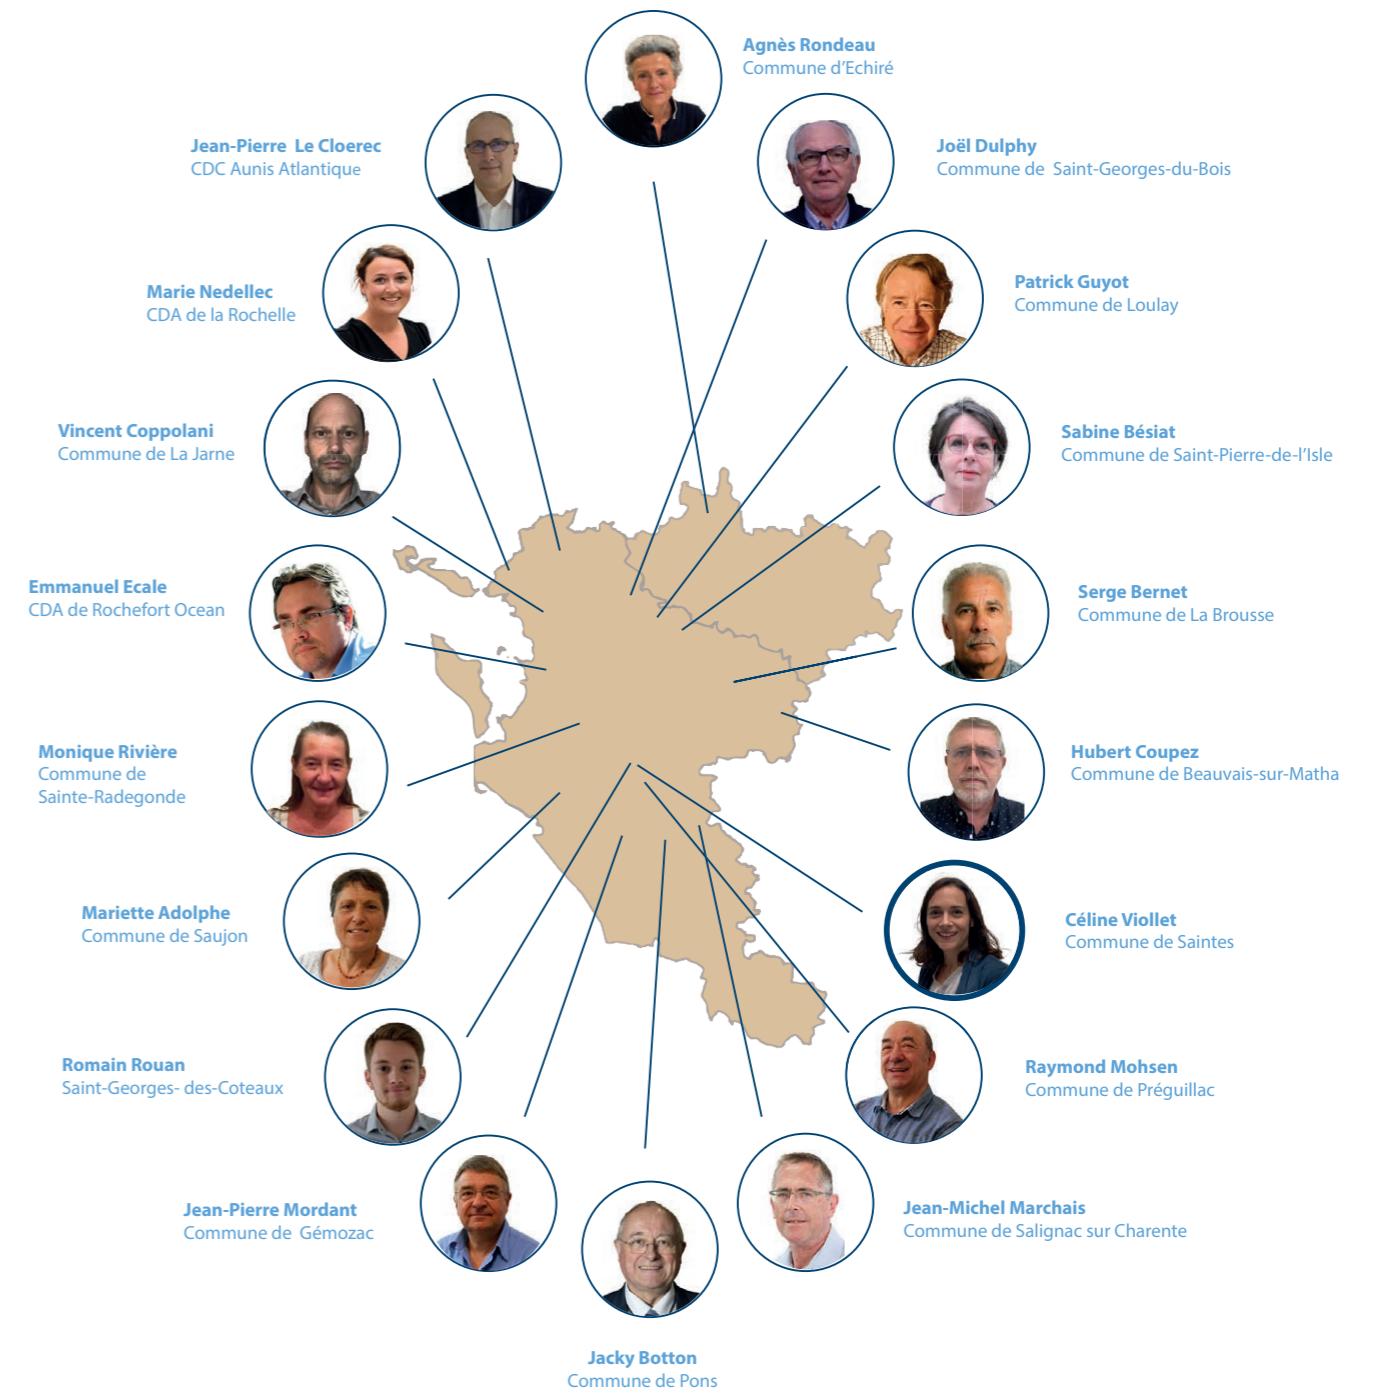 Agnès Rondeau
Commune d'Echiré
Jean-Pierre Le Cloerec
CDC Aunis Atlantique
Joël Dulphy
Commune de Saint-Georges-du-Bois
Marie Nedellec
CDA de la Rochelle
Patrick Guyot
Commune de Loulay
Vincent Coppolani
Commune de La Jarne
Sabine Bésiat
Commune de Saint-Pierre-de-l'Isle
Emmanuel Ecale
CDA de Rochefort Ocean
Serge Bernet
Commune de La Brousse
Monique Rivière
Commune de
Sainte-Radegonde
Hubert Coupez
Commune de Beauvais-sur-Matha
Mariette Adolphe
Commune de Saujon
Céline Viollet
Commune de Saintes
Romain Rouan
Saint-Georges- des-Coteaux
Raymond Mohsen
Commune de Préguillac
Jean-Pierre Mordant
Commune de Gémozac
Jean-Michel Marchais
Commune de Salignac sur Charente
Jacky Botton
Commune de Pons